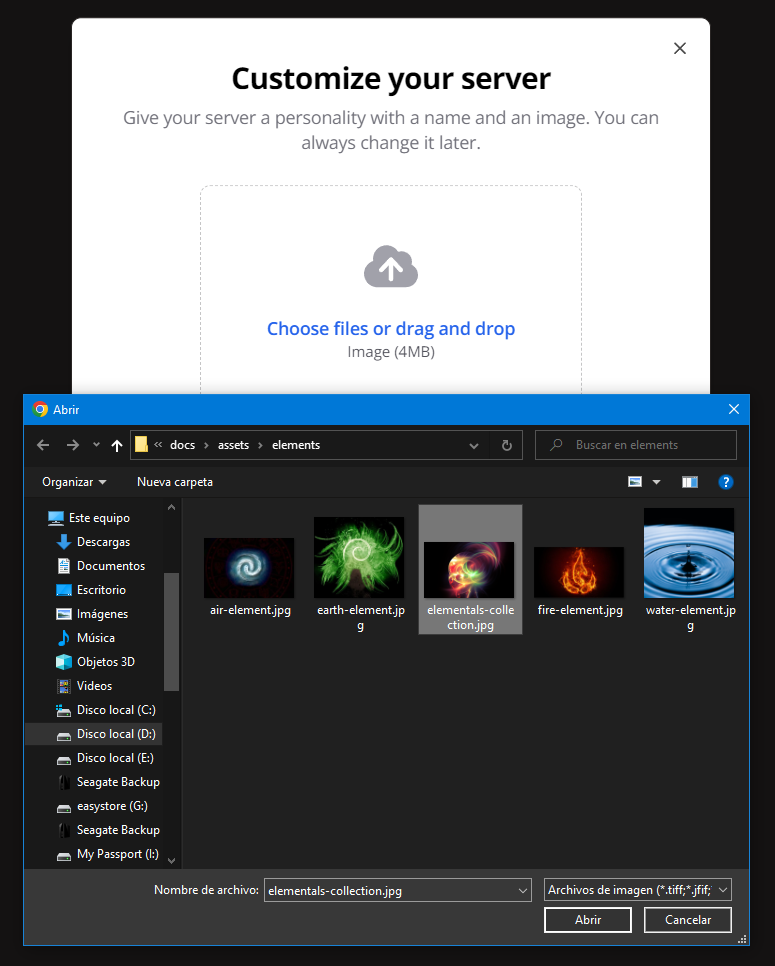 Customize your server
Give your server a personality with a name and an image. You can
always change it later.
Choose files or drag and drop
Image (4MB)
Abrir
« docs › assets › elements
Buscar en elements
Organizar
Nueva carpeta
Este equipo
Descargas
Documentos
Escritorio
Imágenes
Música
Objetos 3D
Videos
Disco local (C:)
Disco local (D:)
Disco local (E:)
Seagate Backup
easystore (G:)
Seagate Backup
My Passport (I:)
air-element.jpg
earth-element.jp
g
elementals-colle
ction.jpg
fire-element.jpg
water-element.jp
g
Nombre de archivo:
elementals-collection.jpg
Archivos de imagen (*.tiff;*.jfif;
Abrir
Cancelar